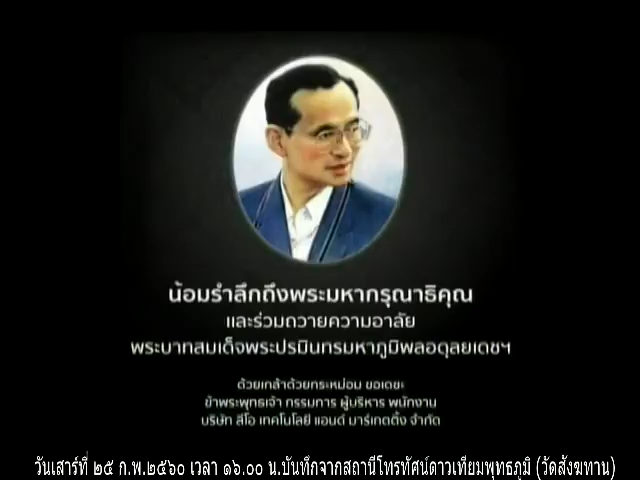 น้อมรำลึกถึงพระมหากรุณาธิคุณ
และร่วมถวายความอาลัย
พระบาทสมเด็จพระปรมินทรมหาภูมิพลอดุลยเดชฯ
ด้วยเกล้าด้วยกระหม่อม ขอเดชะ
ข้าพระพุทธเจ้า กรรมการ ผู้บริหาร พนักงาน
บริษัท ลีโอ เทคโนโลยี แอนด์ มาร์เกตติ้ง จำกัด
วันเสาร์ที่ ๒๕ ก.พ.๒๕๖๐ เวลา ๑๖.๐๐ น.บันทึกจากสถานีโทรทัศน์ดาวเทียมพุทธภูมิ (วัดสังฆทาน)